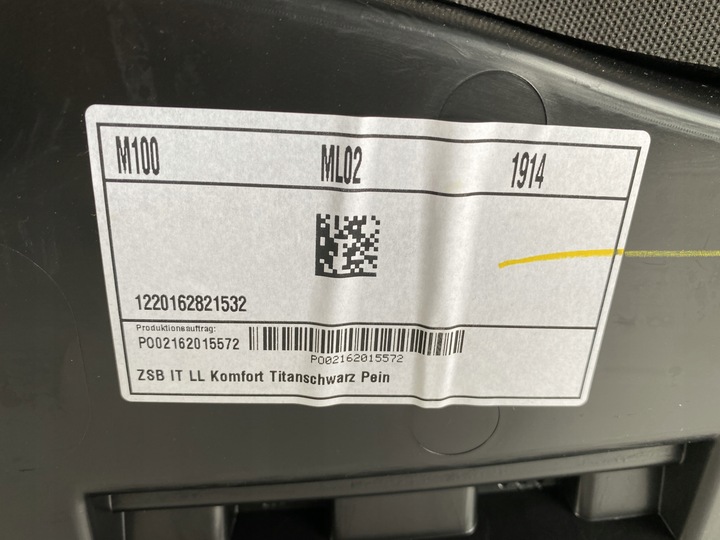 M100 ML02 1914
1220162821532
Produktionsauftrag:
P002162015572
P002162015572
ZSB IT LL Komfort Titanschwarz Pein